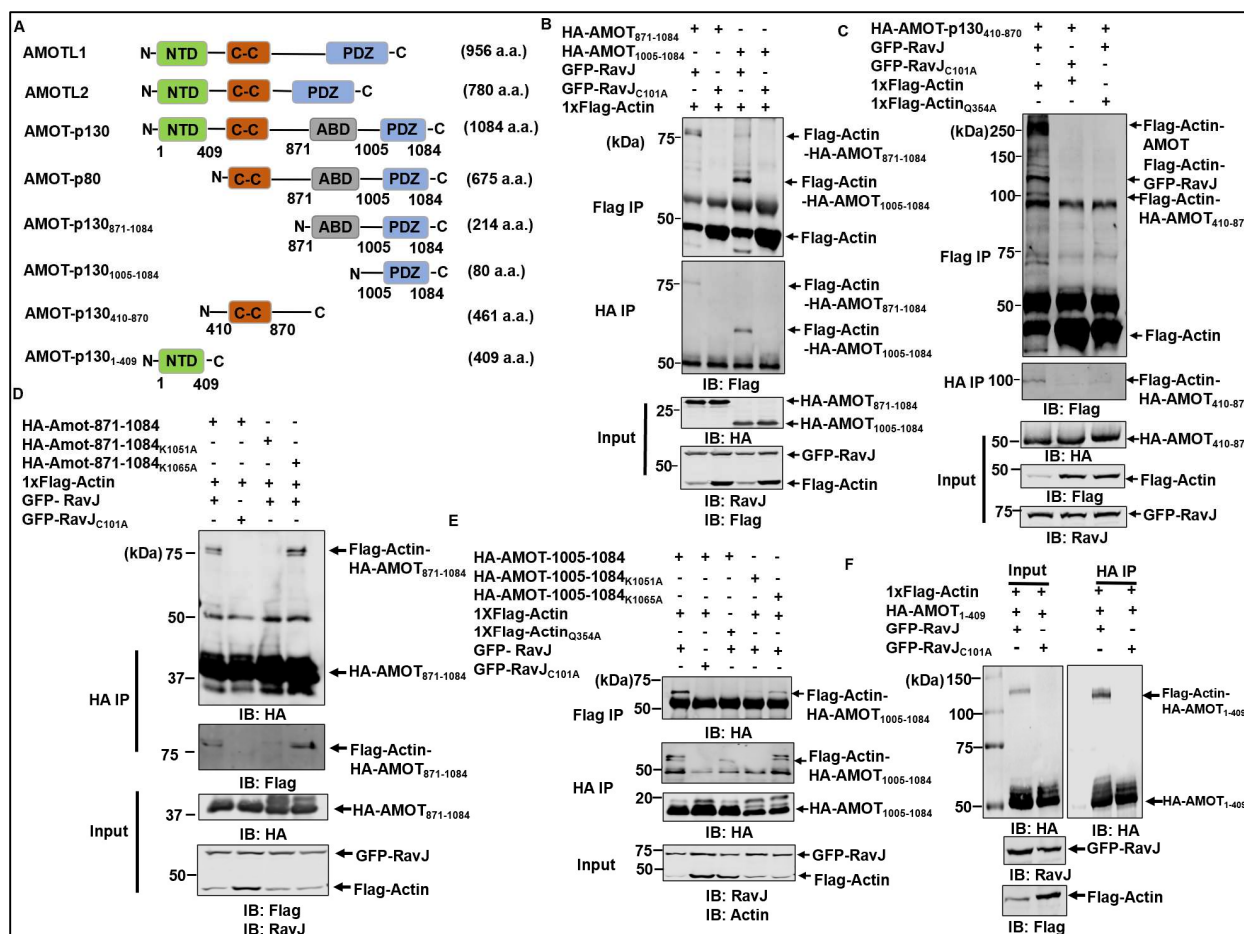 A
AMOTL1 N- NTD C-C PDZ -C (956 a.a.)
AMOTL2 N- NTD C-C PDZ -C (780 a.a.)
AMOT-p130 N- NTD C-C ABD PDZ -C (1084 a.a.)
1 409 871 1005 1084
AMOT-p80 N- C-C ABD PDZ -C (675 a.a.)
871 1005 1084
AMOT-p130871-1084 N- ABD PDZ -C (214 a.a.)
871 1005 1084
AMOT-p1301005-1084 N- PDZ -C (80 a.a.)
1005 1084
AMOT-p130410-870 N C-C C (461 a.a.)
410 870
AMOT-p1301-409 N- NTD -C (409 a.a.)
1 409
B
HA-AMOT871-1084 + + - -
HA-AMOT1005-1084 - - + +
GFP-RavJ + - + -
GFP-RavJC101A - + - +
1xFlag-Actin + + + +
(kDa)
75
Flag-Actin
-HA-AMOT871-1084
Flag-Actin
-HA-AMOT1005-1084
Flag IP
50
Flag-Actin
75
Flag-Actin
-HA-AMOT871-1084
HA IP
Flag-Actin
-HA-AMOT1005-1084
50
IB: Flag
25
HA-AMOT871-1084
HA-AMOT1005-1084
Input
IB: HA
GFP-RavJ
50
Flag-Actin
IB: RavJ
IB: Flag
C
HA-AMOT-p130410-870 + + +
GFP-RavJ + - +
GFP-RavJC101A - + -
1xFlag-Actin + + -
1xFlag-ActinQ354A - - +
(kDa)
250
Flag-Actin-
AMOT
150
Flag-Actin-
GFP-RavJ
100
Flag-Actin-
HA-AMOT410-87
75
Flag IP
50
Flag-Actin
HA IP
100
Flag-Actin-
HA-AMOT410-87
IB: Flag
50
HA-AMOT410-87
IB: HA
Input
50
Flag-Actin
IB: Flag
75
GFP-RavJ
IB: RavJ
D
HA-Amot-871-1084 + + - -
HA-Amot-871-1084K1051A - - + -
HA-Amot-871-1084K1065A - - - +
1xFlag-Actin + + + +
GFP- RavJ + - + +
GFP-RavJC101A - + - -
(kDa)
75
Flag-Actin-
HA-AMOT871-1084
50
37
HA-AMOT871-1084
HA IP
IB: HA
Flag-Actin-
HA-AMOT871-1084
75
IB: Flag
37
HA-AMOT871-1084
IB: HA
Input
GFP-RavJ
50
Flag-Actin
IB: Flag
IB: RavJ
E
HA-AMOT-1005-1084 + + + - -
HA-AMOT-1005-1084K1051A - - - + -
HA-AMOT-1005-1084K1065A - - - - +
1XFlag-Actin + + - + +
1XFlag-ActinQ354A - - + - -
GFP- RavJ + - + + +
GFP-RavJC101A - + - - -
(kDa)
75
Flag IP
50
Flag-Actin-
HA-AMOT1005-1084
IB: HA
50
Flag-Actin-
HA-AMOT1005-1084
HA IP
20
HA-AMOT1005-1084
IB: HA
Input
75
GFP-RavJ
50
Flag-Actin
IB: RavJ
IB: Actin
F
Input HA IP
1xFlag-Actin + + + +
HA-AMOT1-409 + + + +
GFP-RavJ + - + -
GFP-RavJC101A - + - +
(kDa)
150
Flag-Actin-
HA-AMOT1-409
100
75
50
HA-AMOT1-409
IB: HA IB: HA
GFP-RavJ
IB: RavJ
Flag-Actin
IB: Flag